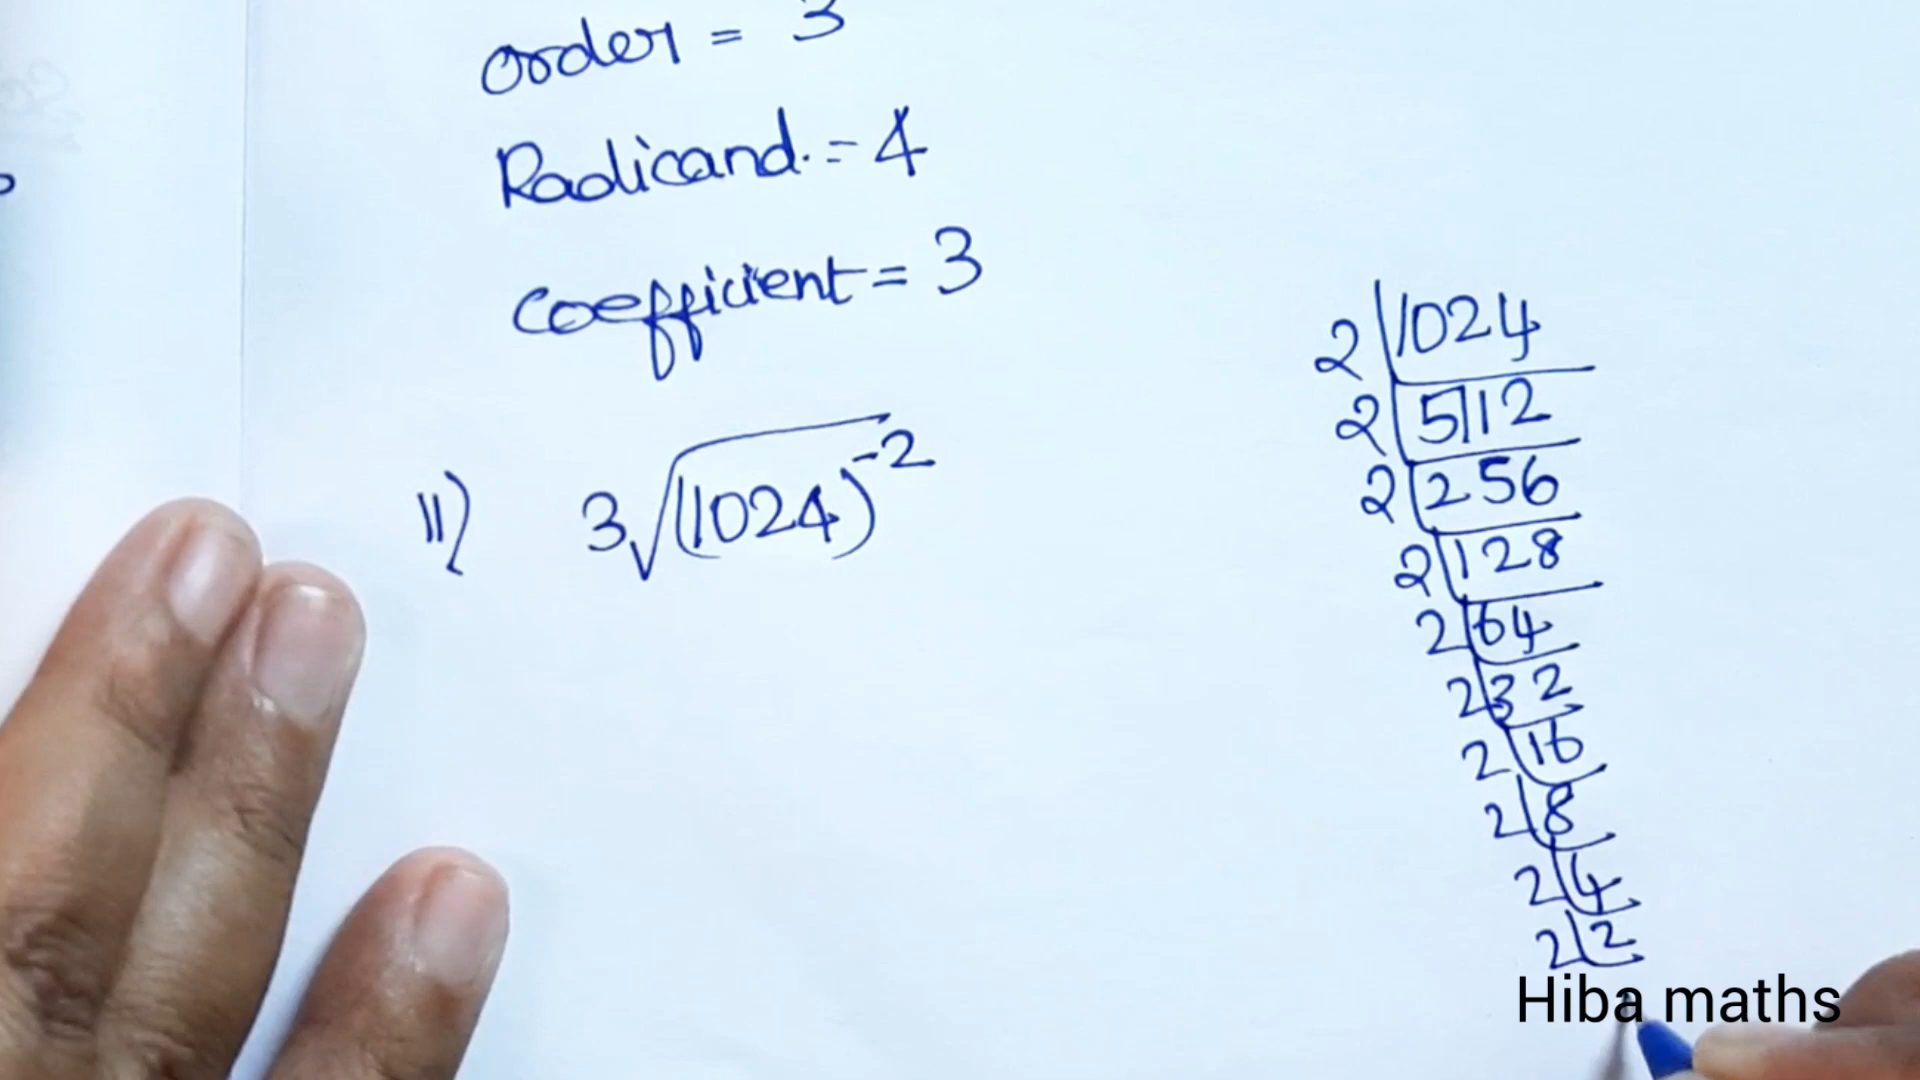 order = 3
Radicand. = 4
coefficient = 3
11) 3√(1024)⁻²
2 1024
2 512
2 256
2 128
2 64
2 32
2 16
2 8
2 4
2 2
Hiba maths